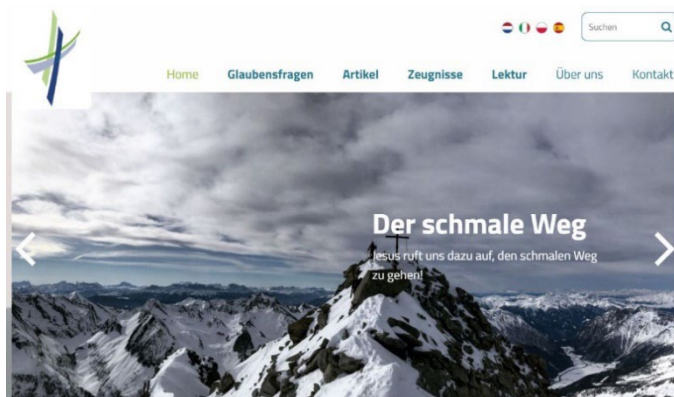 Suchen
Home Glaubensfragen Artikel Zeugnisse Lektur Über uns Kontakt
Der schmale Weg
Jesus ruft uns dazu auf, den schmalen Weg
zu gehen!